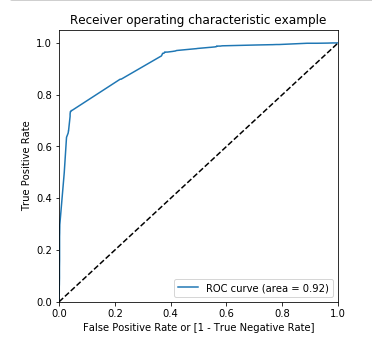 Receiver operating characteristic example
True Positive Rate
1.0
0.8
0.6
0.4
0.2
0.0
ROC curve (area = 0.92)
0.0 0.2 0.4 0.6 0.8 1.0
False Positive Rate or [1 - True Negative Rate]